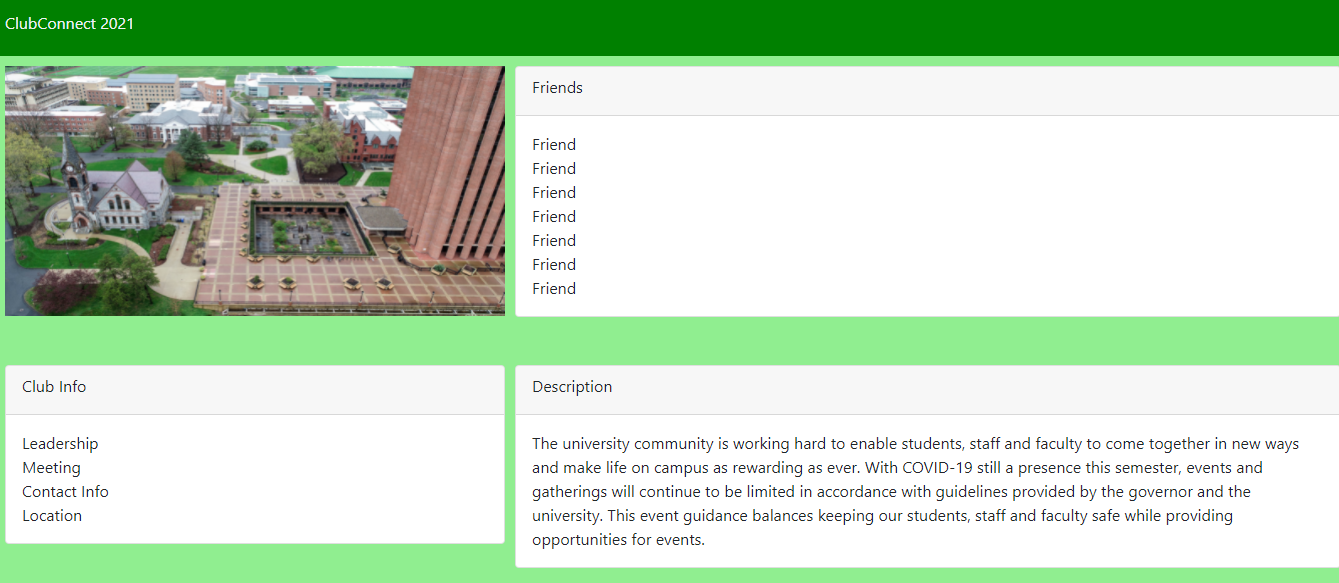 ClubConnect 2021
Friends
Friend
Friend
Friend
Friend
Friend
Friend
Friend
Club Info
Leadership
Meeting
Contact Info
Location
Description
The university community is working hard to enable students, staff and faculty to come together in new ways
and make life on campus as rewarding as ever. With COVID-19 still a presence this semester, events and
gatherings will continue to be limited in accordance with guidelines provided by the governor and the
university. This event guidance balances keeping our students, staff and faculty safe while providing
opportunities for events.